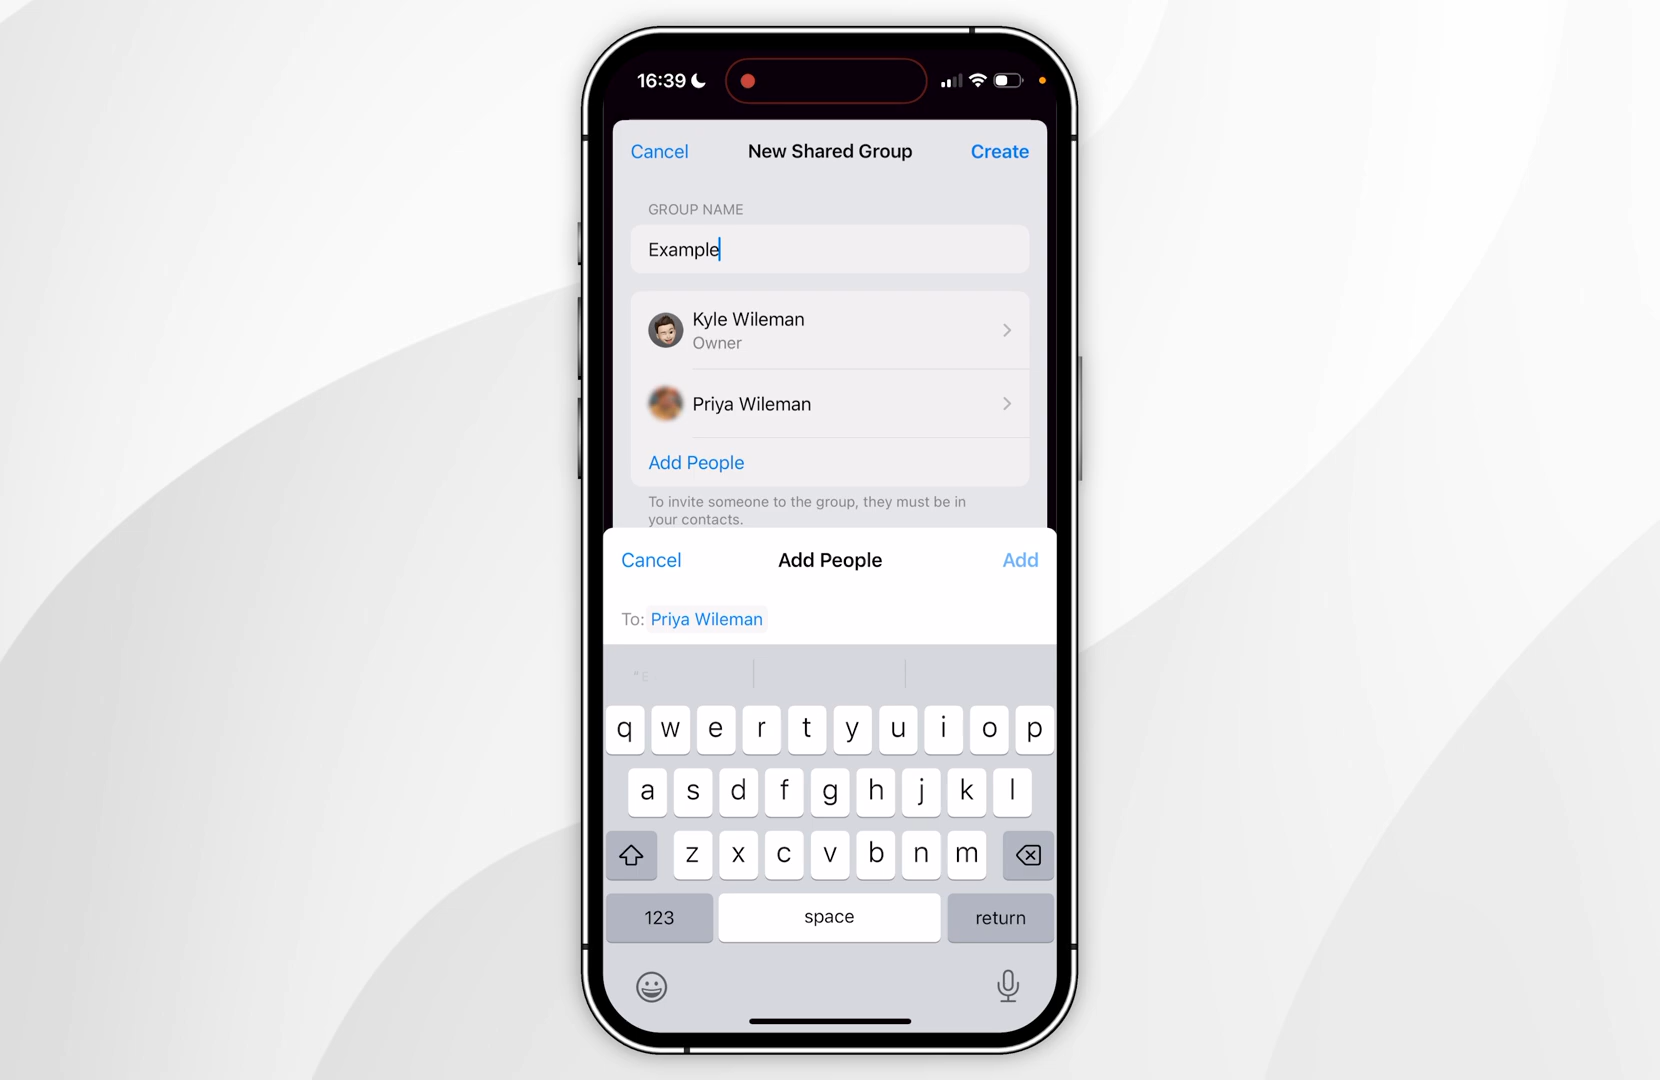 16:39
Cancel New Shared Group Create
GROUP NAME
Example
Kyle Wileman
Owner
Priya Wileman
Add People
To invite someone to the group, they must be in
your contacts.
Cancel Add People Add
To: Priya Wileman
q w e r t y u i o p
a s d f g h j k l
z x c v b n m
123 space return